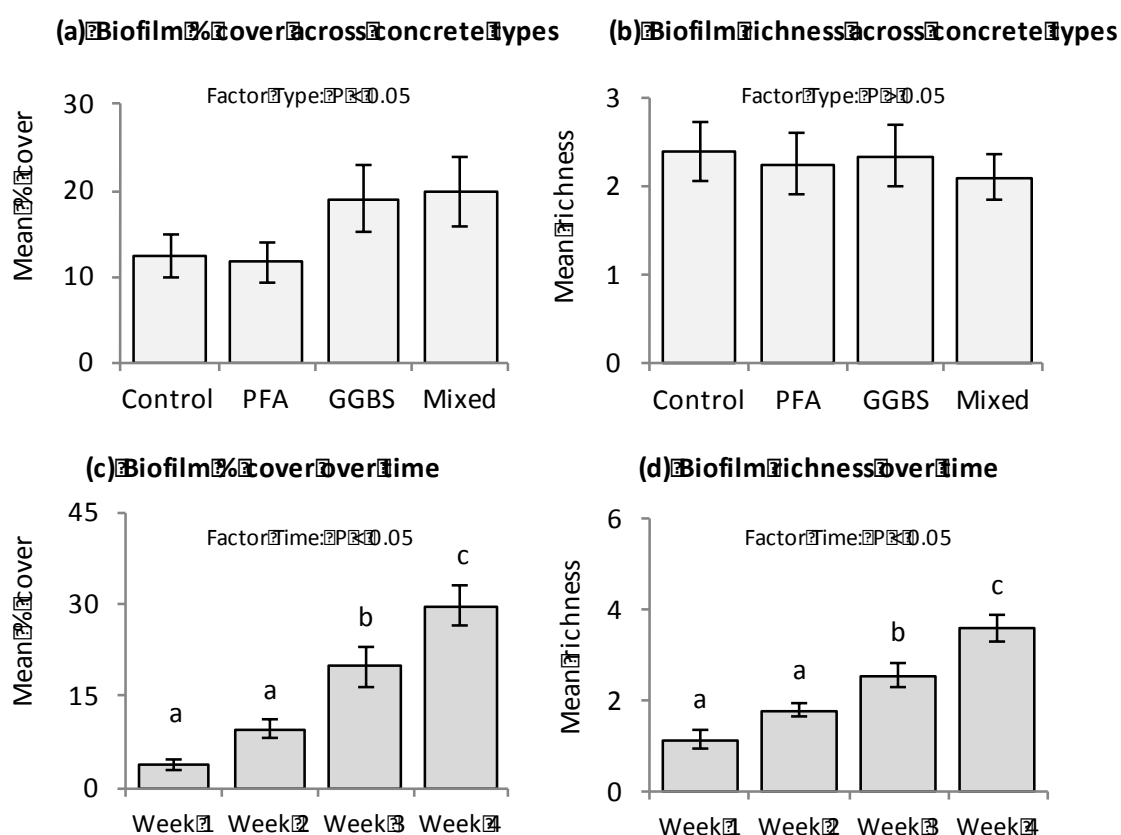 (a) Biofilm % cover across concrete types
Factor Type: P < 0.05
Mean % cover
30
20
10
0
Control PFA GGBS Mixed
(b) Biofilm richness across concrete types
Factor Type: P > 0.05
Mean richness
3
2
1
0
Control PFA GGBS Mixed
(c) Biofilm % cover over time
Factor Time: P < 0.05
Mean % cover
45
30
15
0
a a b c
Week 1 Week 2 Week 3 Week 4
(d) Biofilm richness over time
Factor Time: P < 0.05
Mean richness
6
4
2
0
a a b c
Week 1 Week 2 Week 3 Week 4